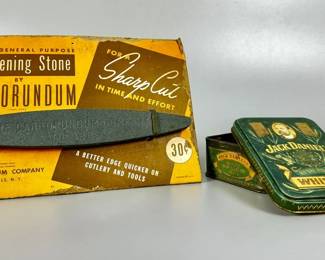 GENERAL PURPOSE
ening Stone
BY
ORUNDUM
FOR A
Sharp Cut
IN TIME AND EFFORT
30¢
A BETTER EDGE QUICKER ON
CUTLERY AND TOOLS
UM COMPANY
N. Y.
JACK DANIEL
WHI